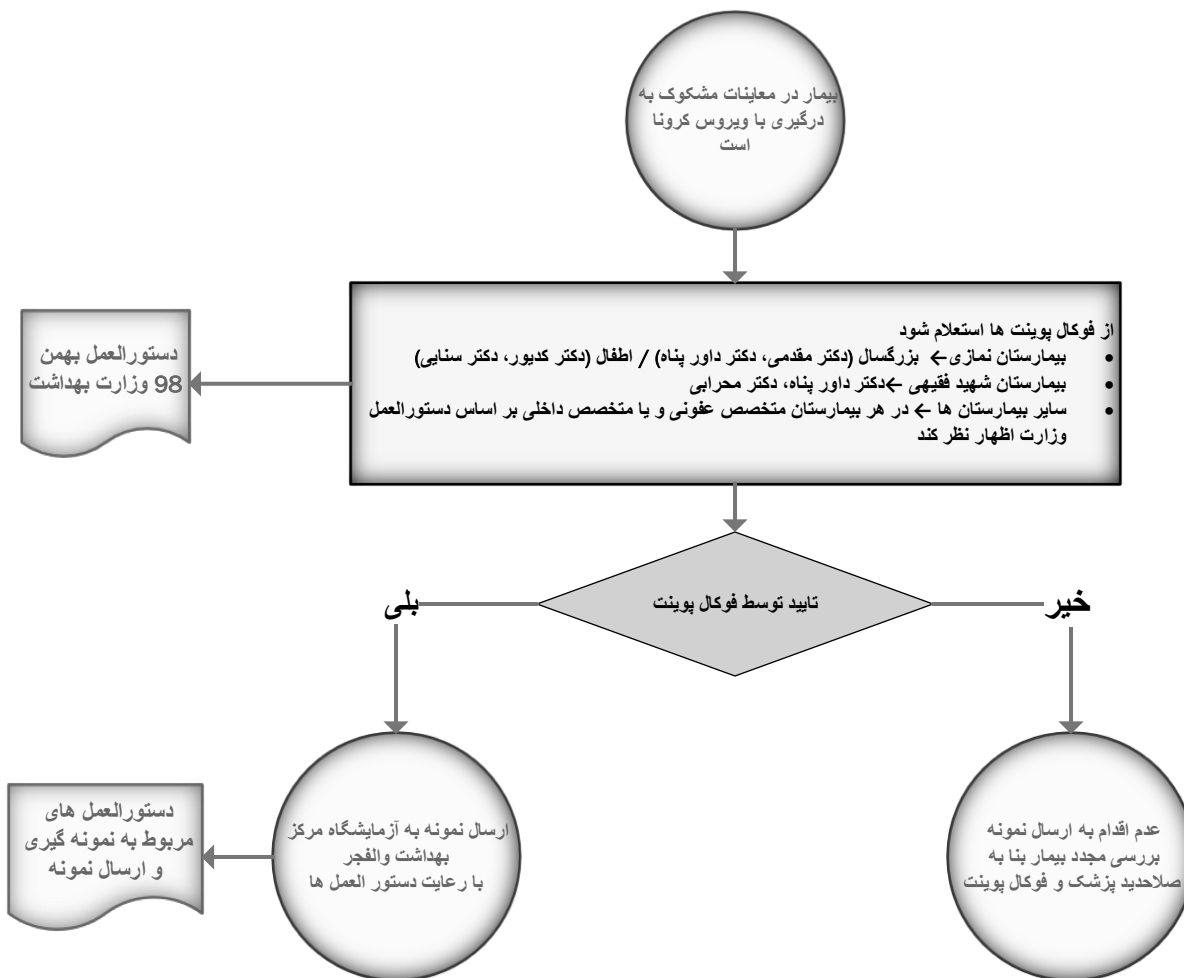 بیمار در معاینات مشکوک به
درگیری با ویروس کرونا
است
از فوکال پوینت ها استعلام شود
• بیمارستان نمازی← بزرگسال (دکتر مقدمی، دکتر داور پناه) / اطفال (دکتر کدیور، دکتر سنایی)
• بیمارستان شهید فقیهی ←دکتر داور پناه، دکتر محرابی
• سایر بیمارستان ها ← در هر بیمارستان متخصص عفونی و یا متخصص داخلی بر اساس دستورالعمل
وزارت اظهار نظر کند
دستورالعمل بهمن
98 وزارت بهداشت
تایید توسط فوکال پوینت
خیر
بلی
عدم اقدام به ارسال نمونه
بررسی مجدد بیمار بنا به
صلاحدید پزشک و فوکال پوینت
ارسال نمونه به آزمایشگاه مرکز
بهداشت والفجر
با رعایت دستور العمل ها
دستورالعمل های
مربوط به نمونه گیری
و ارسال نمونه